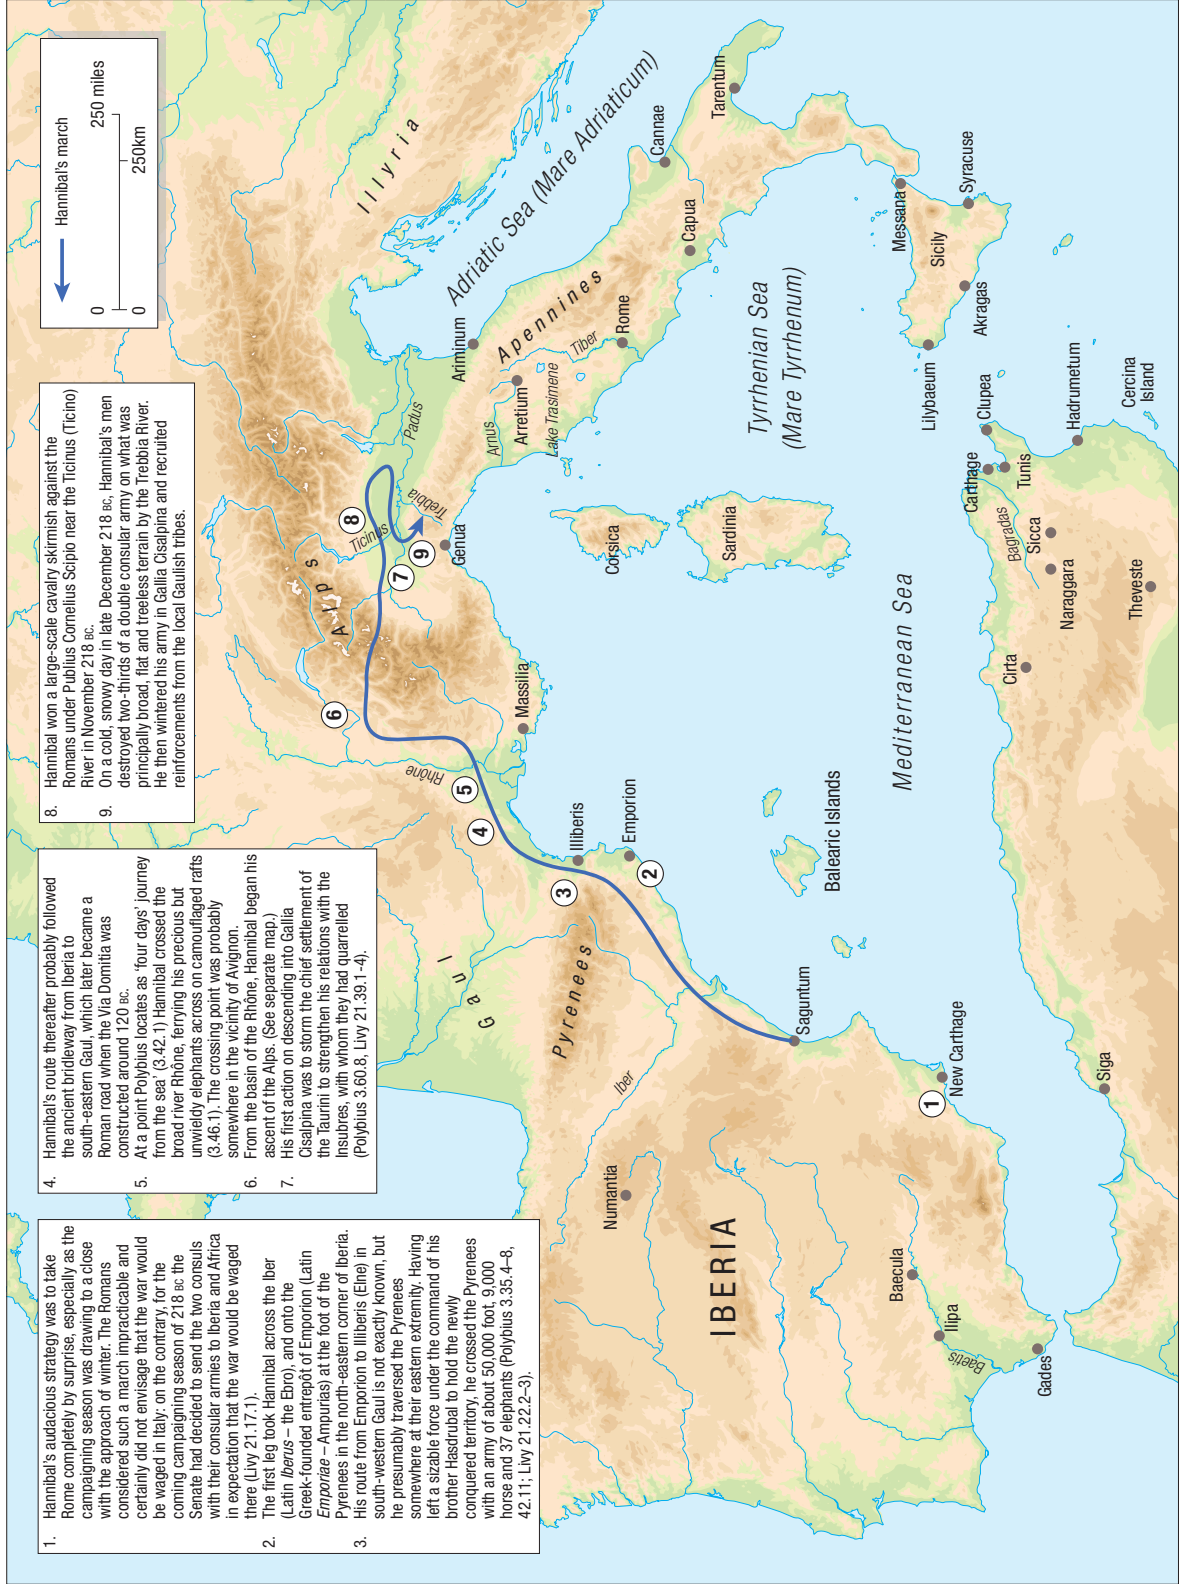 1. Hannibal's audacious strategy was to take
Rome completely by surprise, especially as the
campaigning season was drawing to a close
with the approach of winter. The Romans
considered such a march impracticable and
certainly did not envisage that the war would
be waged in Italy: on the contrary, for the
coming campaigning season of 218 BC the
Senate had decided to send the two consuls
with their consular armies to Iberia and Africa
in expectation that the war would be waged
there (Livy 21.17.1).
2. The first leg took Hannibal across the Iber
(Latin Iberus – the Ebro), and onto the
Greek-founded entrepôt of Emporion (Latin
Emporiae – Ampurias) at the foot of the
Pyrenees in the north-eastern corner of Iberia.
3. His route from Emporion to Illiberis (Elne) in
south-western Gaul is not exactly known, but
he presumably traversed the Pyrenees
somewhere at their eastern extremity. Having
left a sizable force under the command of his
brother Hasdrubal to hold the newly
conquered territory, he crossed the Pyrenees
with an army of about 50,000 foot, 9,000
horse and 37 elephants (Polybius 3.35.4–8,
42.11; Livy 21.22.2–3).
4. Hannibal's route thereafter probably followed
the ancient brideway from Iberia to
south-eastern Gaul, which later became a
Roman road when the Via Domitia was
constructed around 120 BC.
5. At a point Polybius locates as 'four days' journey
from the sea' (3.42.1) Hannibal crossed the
broad river Rhône, ferrying his precious but
unwieldy elephants across on camouflaged rafts
(3.46.1). The crossing point was probably
somewhere in the vicinity of Avignon.
6. From the basin of the Rhône, Hannibal began his
ascent of the Alps. (See separate map.)
7. His first action on descending into Gallia
Cisalpina was to storm the chief settlement of
the Taurini to strengthen his relations with the
Insubres, with whom they had quarrelled
(Polybius 3.60.8, Livy 21.39.1-4).
8. Hannibal won a large-scale cavalry skirmish against the
Romans under Publius Cornelius Scipio near the Ticinus (Ticino)
River in November 218 BC.
9. On a cold, snowy day in late December 218 BC, Hannibal's men
destroyed two-thirds of a double consular army on what was
principally broad, flat and treeless terrain by the Trebbia River.
He then wintered his army in Gallia Cisalpina and recruited
reinforcements from the local Gaulish tribes.
Hannibal's march
0 250 miles
0 250km
Illyria
Alps
Gaul
Pyrenees
IBERIA
Apennines
Adriatic Sea (Mare Adriaticum)
Tyrrhenian Sea
(Mare Tyrrhenum)
Mediterranean Sea
Balearic Islands
Corsica
Sardinia
Sicily
Cercina
Island
Rhône
Ticinus
Trebbia
Padus
Arnus
Tiber
Lake Trasimene
Iber
Baetis
Bagradas
Numantia
Baecula
Ilipa
Gades
New Carthage
Saguntum
Emporion
Illiberis
Massilia
Genua
Ariminum
Arretium
Rome
Capua
Cannae
Tarentum
Messana
Syracuse
Akragas
Lilybaeum
Clupea
Carthage
Tunis
Hadrumetum
Sicca
Naraggara
Theveste
Cirta
Siga
1
2
3
4
5
6
7
8
9